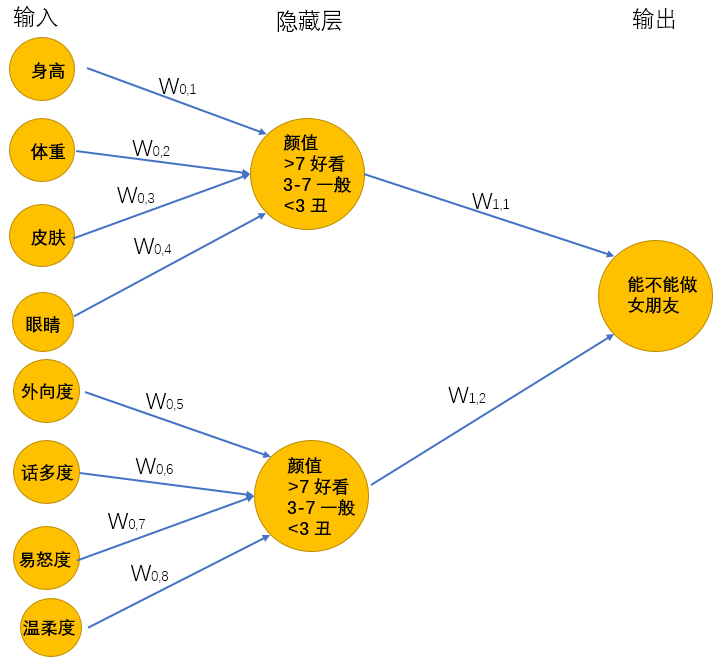 输入
隐藏层
输出
身高
体重
皮肤
眼睛
外向度
话多度
易怒度
温柔度
W0,1
W0,2
W0,3
W0,4
W0,5
W0,6
W0,7
W0,8
颜值
>7 好看
3-7 一般
<3 丑
颜值
>7 好看
3-7 一般
<3 丑
W1,1
W1,2
能不能做
女朋友